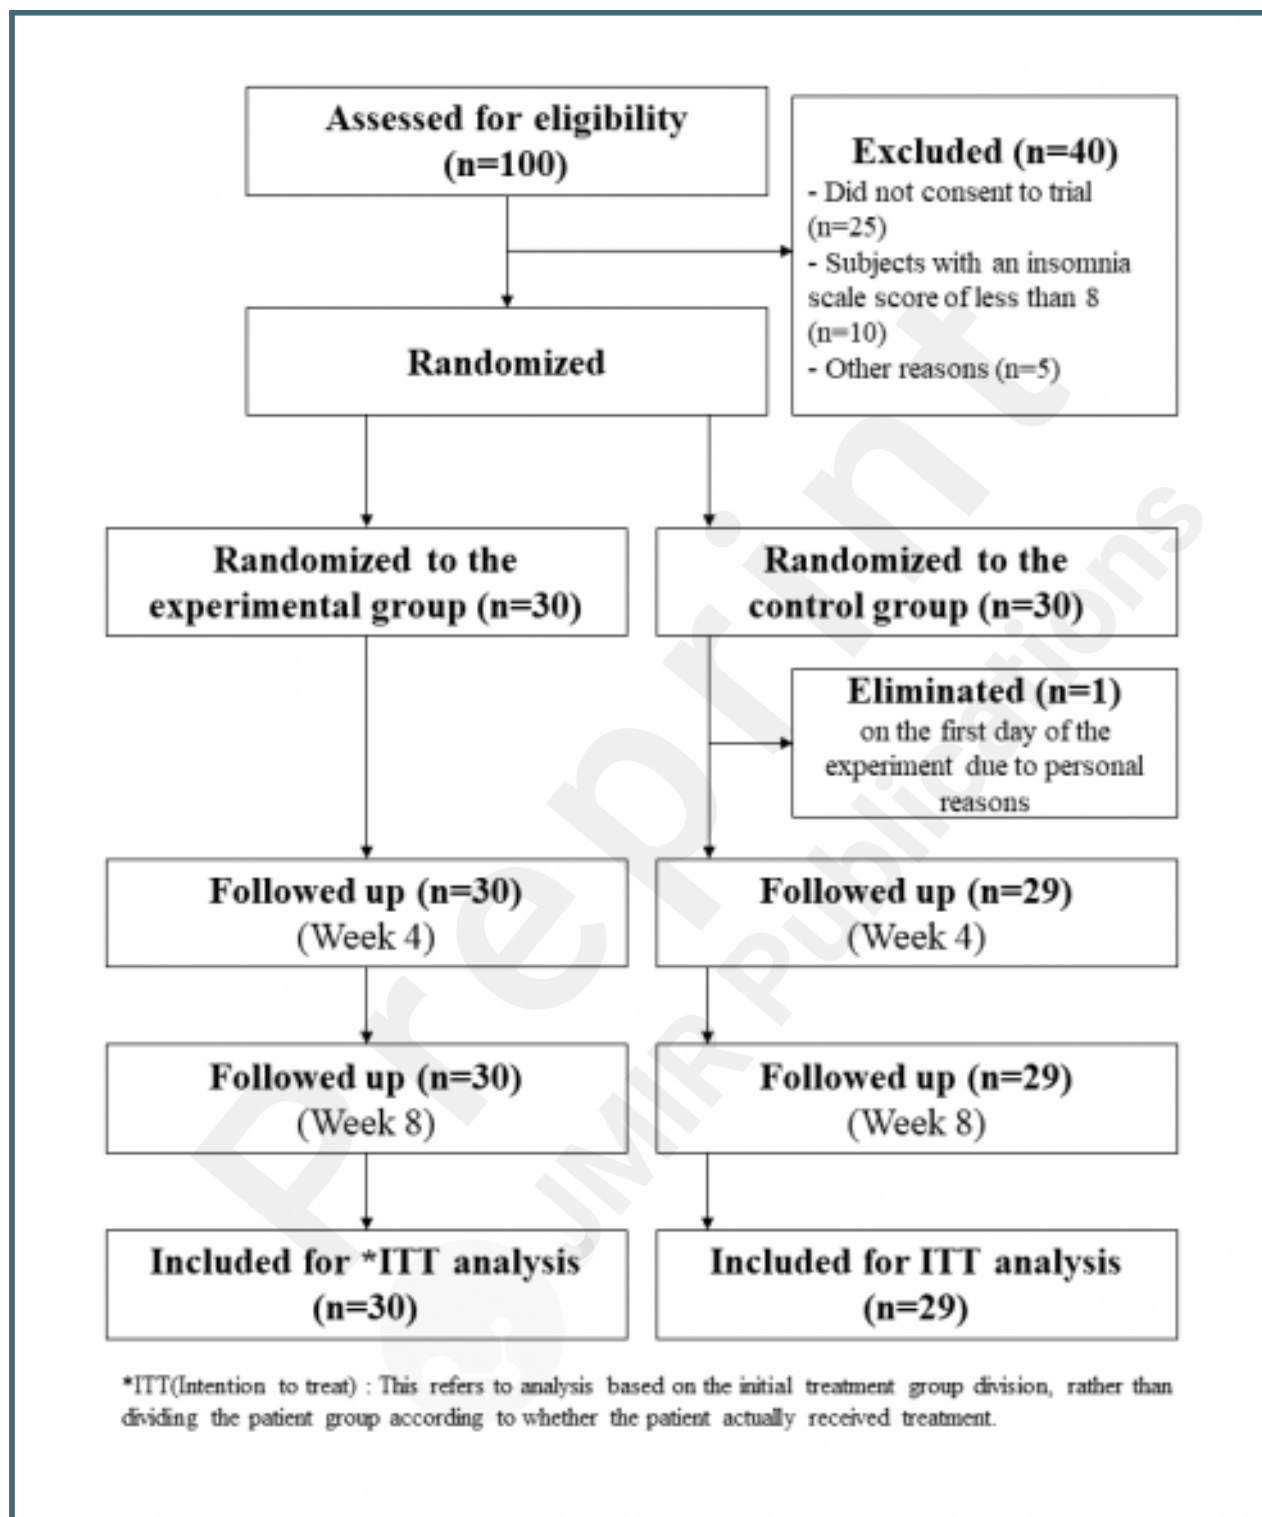 Assessed for eligibility
(n=100)
Excluded (n=40)
- Did not consent to trial
(n=25)
- Subjects with an insomnia
scale score of less than 8
(n=10)
- Other reasons (n=5)
Randomized
Randomized to the
experimental group (n=30)
Randomized to the
control group (n=30)
Eliminated (n=1)
on the first day of the
experiment due to personal
reasons
Followed up (n=30)
(Week 4)
Followed up (n=29)
(Week 4)
Followed up (n=30)
(Week 8)
Followed up (n=29)
(Week 8)
Included for *ITT analysis
(n=30)
Included for ITT analysis
(n=29)
*ITT(Intention to treat) : This refers to analysis based on the initial treatment group division, rather than
dividing the patient group according to whether the patient actually received treatment.
Preprint
JMIR Publications